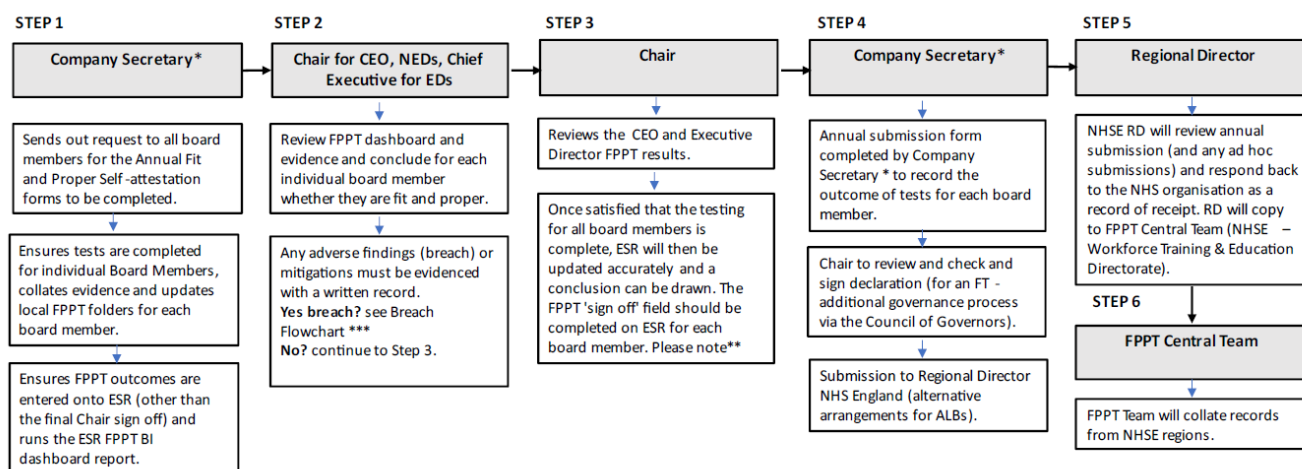 STEP 1
Company Secretary*
Sends out request to all board
members for the Annual Fit
and Proper Self -attestation
forms to be completed.
Ensures tests are completed
for individual Board Members,
collates evidence and updates
local FPPT folders for each
board member.
Ensures FPPT outcomes are
entered onto ESR (other than
the final Chair sign off) and
runs the ESR FPPT BI
dashboard report.
STEP 2
Chair for CEO, NEDs, Chief
Executive for EDs
Review FPPT dashboard and
evidence and conclude for each
individual board member
whether they are fit and proper.
Any adverse findings (breach) or
mitigations must be evidenced
with a written record.
Yes breach? see Breach
Flowchart ***
No? continue to Step 3.
STEP 3
Chair
Reviews the CEO and Executive
Director FPPT results.
Once satisfied that the testing
for all board members is
complete, ESR will then be
updated accurately and a
conclusion can be drawn. The
FPPT 'sign off' field should be
completed on ESR for each
board member. Please note**
STEP 4
Company Secretary*
Annual submission form
completed by Company
Secretary * to record the
outcome of tests for each board
member.
Chair to review and check and
sign declaration (for an FT -
additional governance process
via the Council of Governors).
Submission to Regional Director
NHS England (alternative
arrangements for ALBs).
STEP 5
Regional Director
NHSE RD will review annual
submission (and any ad hoc
submissions) and respond back
to the NHS organisation as a
record of receipt. RD will copy
to FPPT Central Team (NHSE –
Workforce Training & Education
Directorate).
STEP 6
FPPT Central Team
FPPT Team will collate records
from NHSE regions.